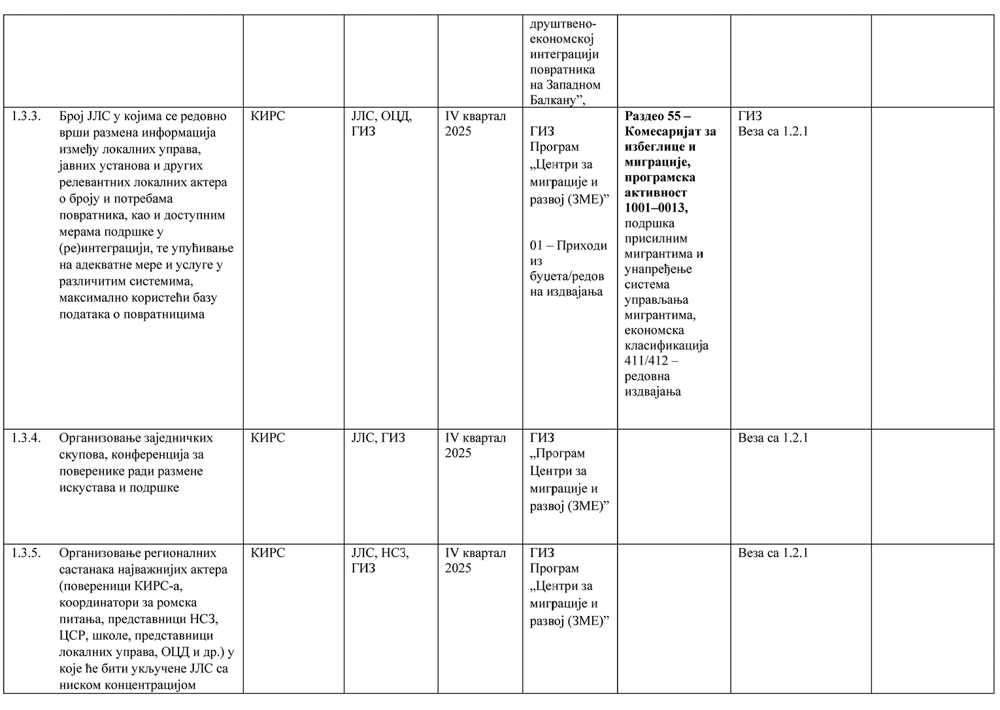 друштвено-
економској
интеграцији
повратника
на Западном
Балкану”,
1.3.3.
Број ЈЛС у којима се редовно
врши размена информација
између локалних управа,
јавних установа и других
релевантних локалних актера
о броју и потребама
повратника, као и доступним
мерама подршке у
(ре)интеграцији, те упућивање
на адекватне мере и услуге у
различитим системима,
максимално користећи базу
података о повратницима
КИРС
ЈЛС, ОЦД,
ГИЗ
IV квартал
2025
ГИЗ
Програм
„Центри за
миграције и
развој (ЗМЕ)”
01 – Приходи
из
буџета/редов
на издвајања
Раздео 55 –
Комесаријат за
избеглице и
миграције,
програмска
активност
1001–0013,
подршка
присилним
мигрантима и
унапређење
система
управљања
мигрантима,
економска
класификација
411/412 –
редовна
издвајања
ГИЗ
Веза са 1.2.1
1.3.4.
Организовање заједничких
скупова, конференција за
поверенике ради размене
искустава и подршке
КИРС
ЈЛС, ГИЗ
IV квартал
2025
ГИЗ
„Програм
Центри за
миграције и
развој (ЗМЕ)”
Веза са 1.2.1
1.3.5.
Организовање регионалних
састанака најважнијих актера
(повереници КИРС-а,
координатори за ромска
питања, представници НСЗ,
ЦСР, школе, представници
локалних управа, ОЦД и др.) у
које ће бити укључене ЈЛС са
ниском концентрацијом
КИРС
ЈЛС, НСЗ,
ГИЗ
IV квартал
2025
ГИЗ
Програм
„Центри за
миграције и
развој (ЗМЕ)”
Веза са 1.2.1